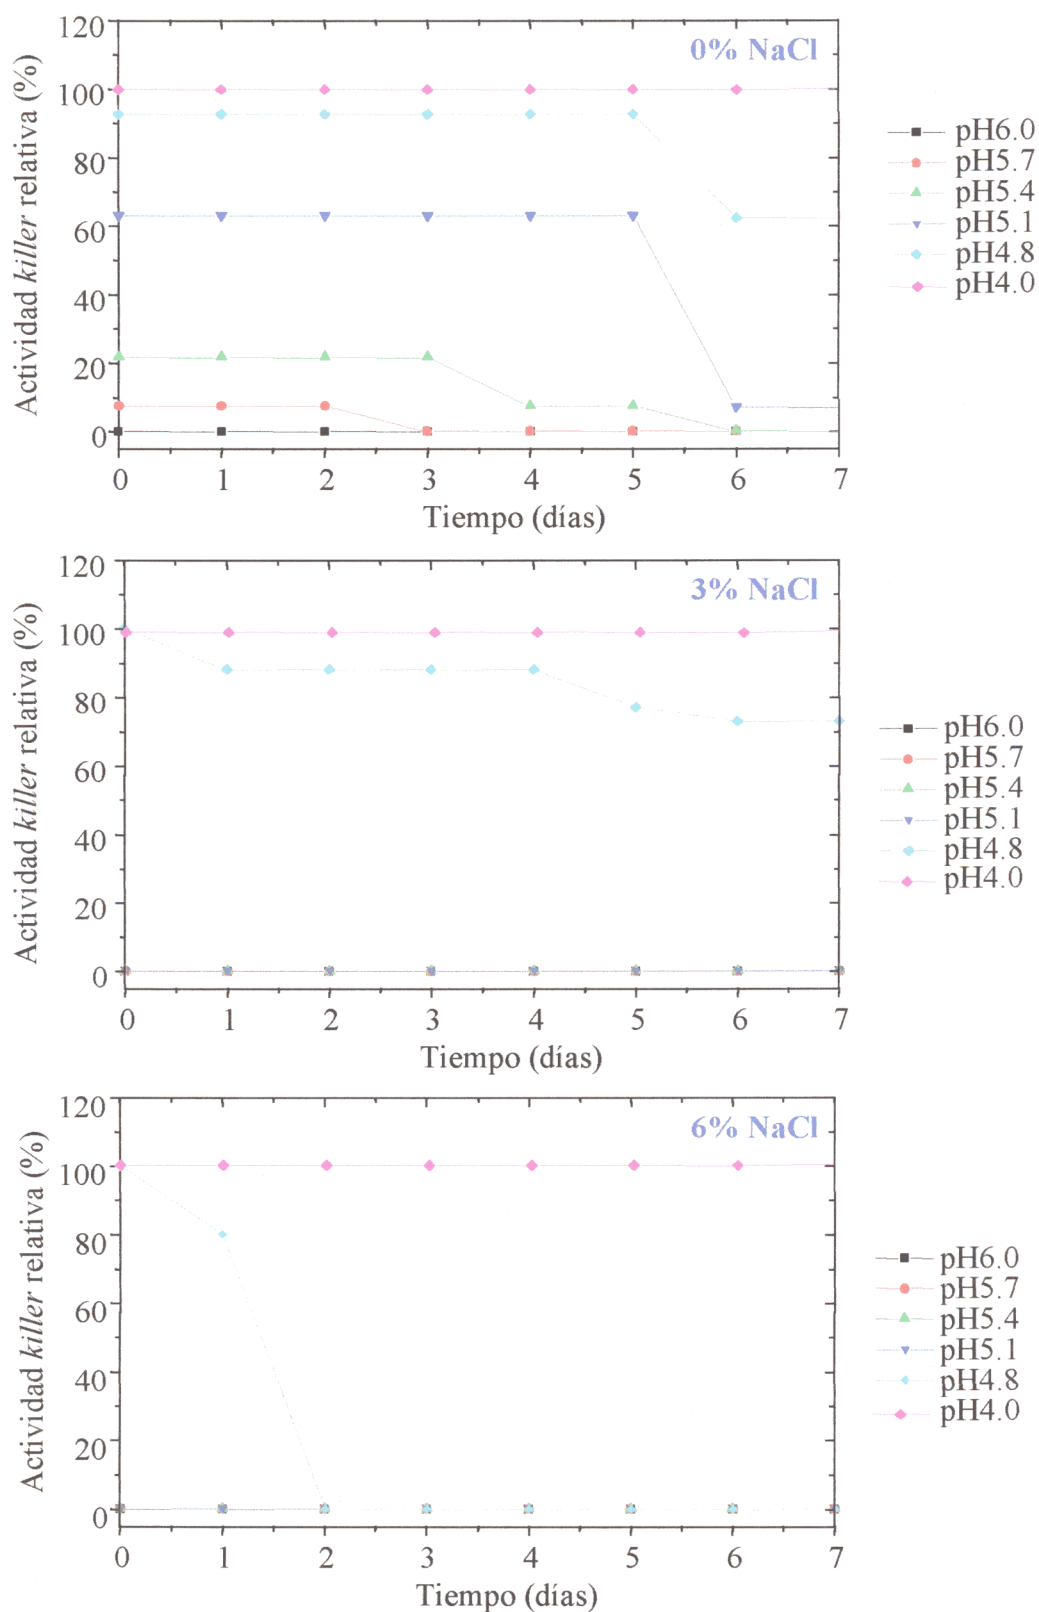 120
100
80
60
40
20
0
Actividad killer relativa (%)
0% NaCl
pH6.0
pH5.7
pH5.4
pH5.1
pH4.8
pH4.0
0 1 2 3 4 5 6 7
Tiempo (días)
120
100
80
60
40
20
0
Actividad killer relativa (%)
3% NaCl
pH6.0
pH5.7
pH5.4
pH5.1
pH4.8
pH4.0
0 1 2 3 4 5 6 7
Tiempo (días)
120
100
80
60
40
20
0
Actividad killer relativa (%)
6% NaCl
pH6.0
pH5.7
pH5.4
pH5.1
pH4.8
pH4.0
0 1 2 3 4 5 6 7
Tiempo (días)